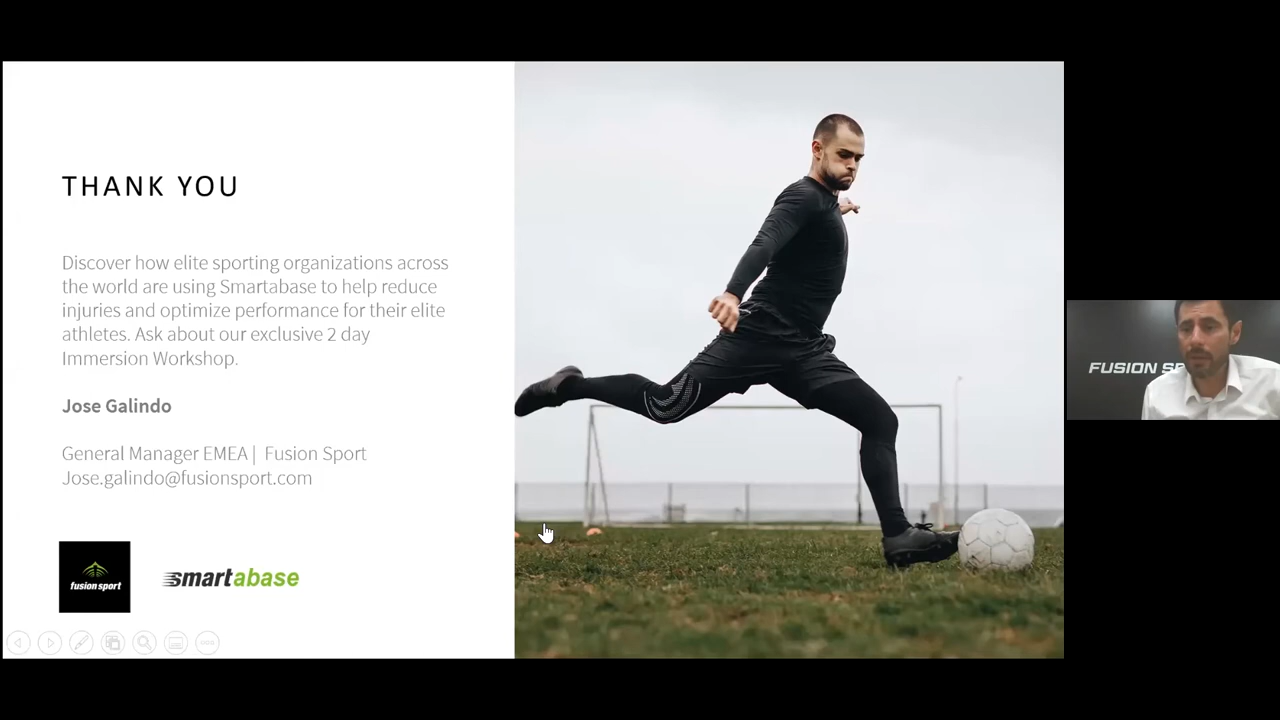 THANK YOU
Discover how elite sporting organizations across
the world are using Smartabase to help reduce
injuries and optimize performance for their elite
athletes. Ask about our exclusive 2 day
Immersion Workshop.
Jose Galindo
General Manager EMEA | Fusion Sport
Jose.galindo@fusionsport.com
fusion sport
smartabase
FUSION SP